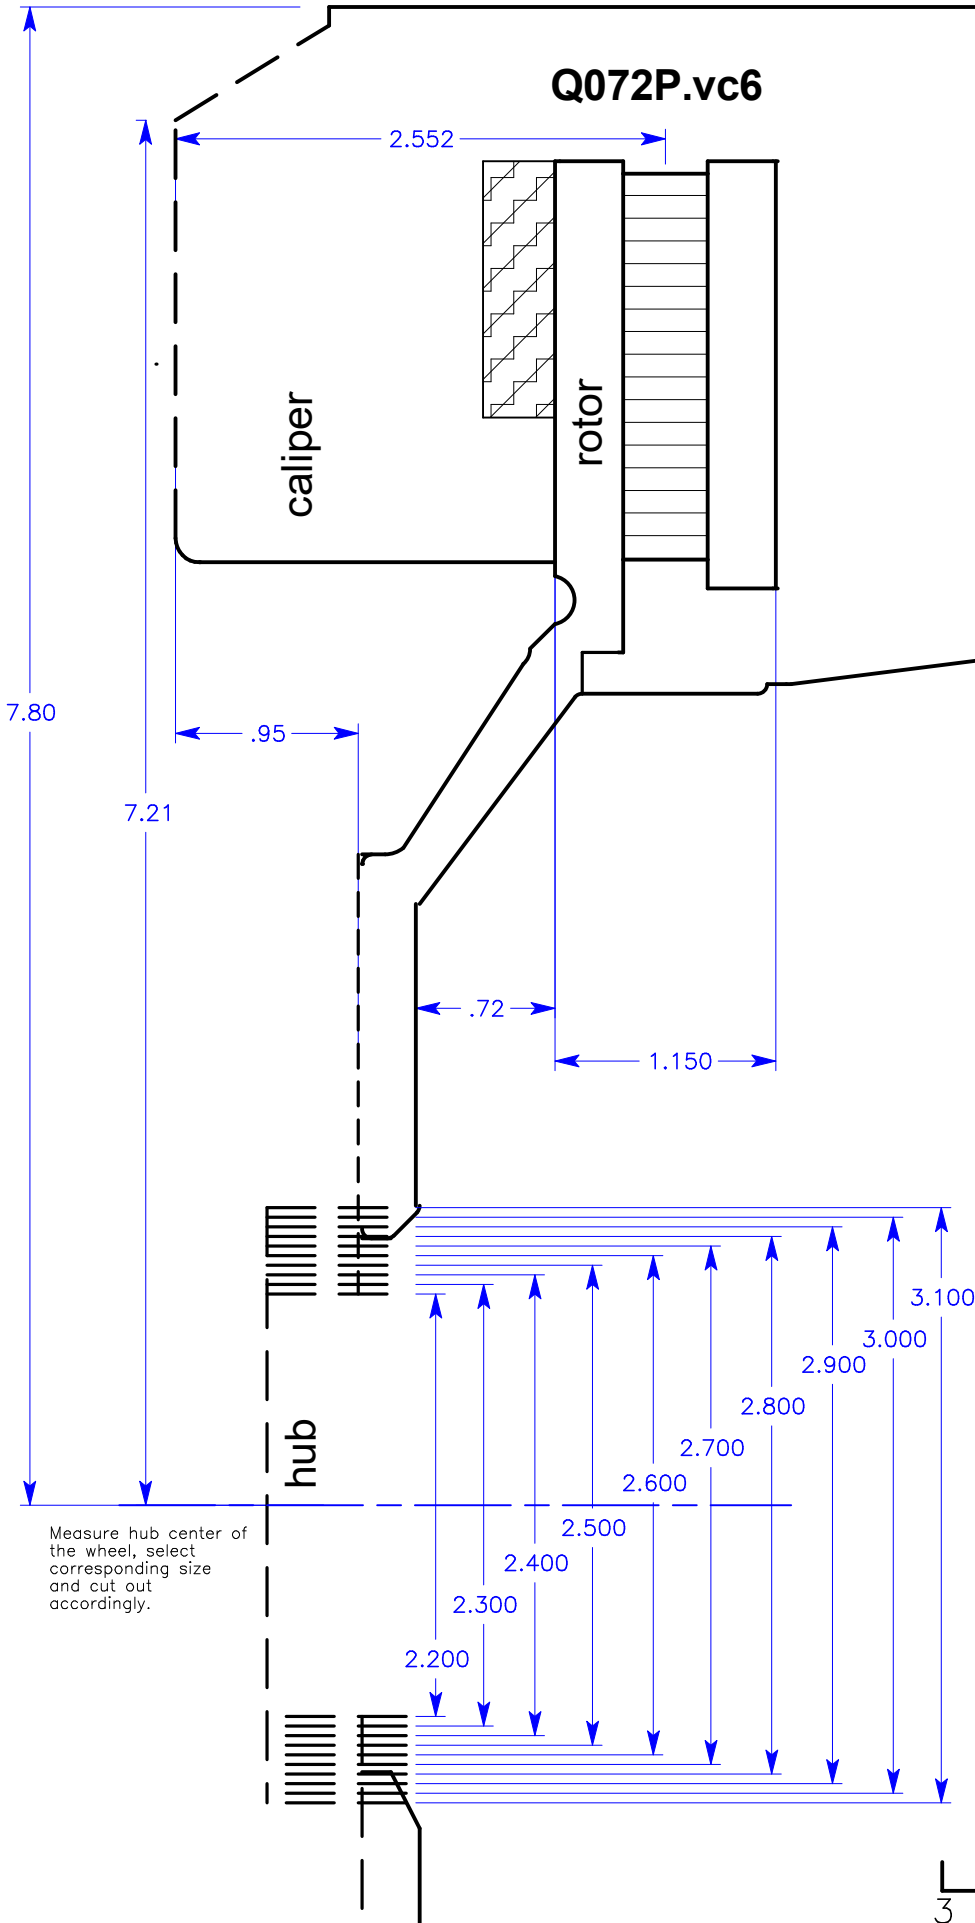 Q072P.vc6
2.552
caliper
rotor
7.80
.95
7.21
.72
1.150
3.100
3.000
2.900
2.800
2.700
2.600
2.500
2.400
2.300
2.200
hub
Measure hub center of
the wheel, select
corresponding size
and cut out
accordingly.
3